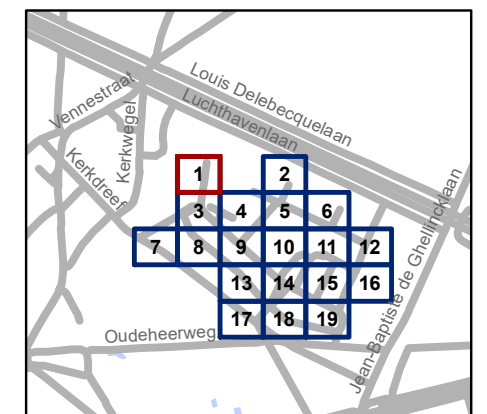 Louis Delebecquelaan
Luchthavenlaan
Vennestraat
Kerkwegel
Kerkdreef
1
2
3 4 5 6
7 8 9 10 11 12
13 14 15 16
17 18 19
Oudeheerweg
Jean-Baptiste de Ghellincklaan